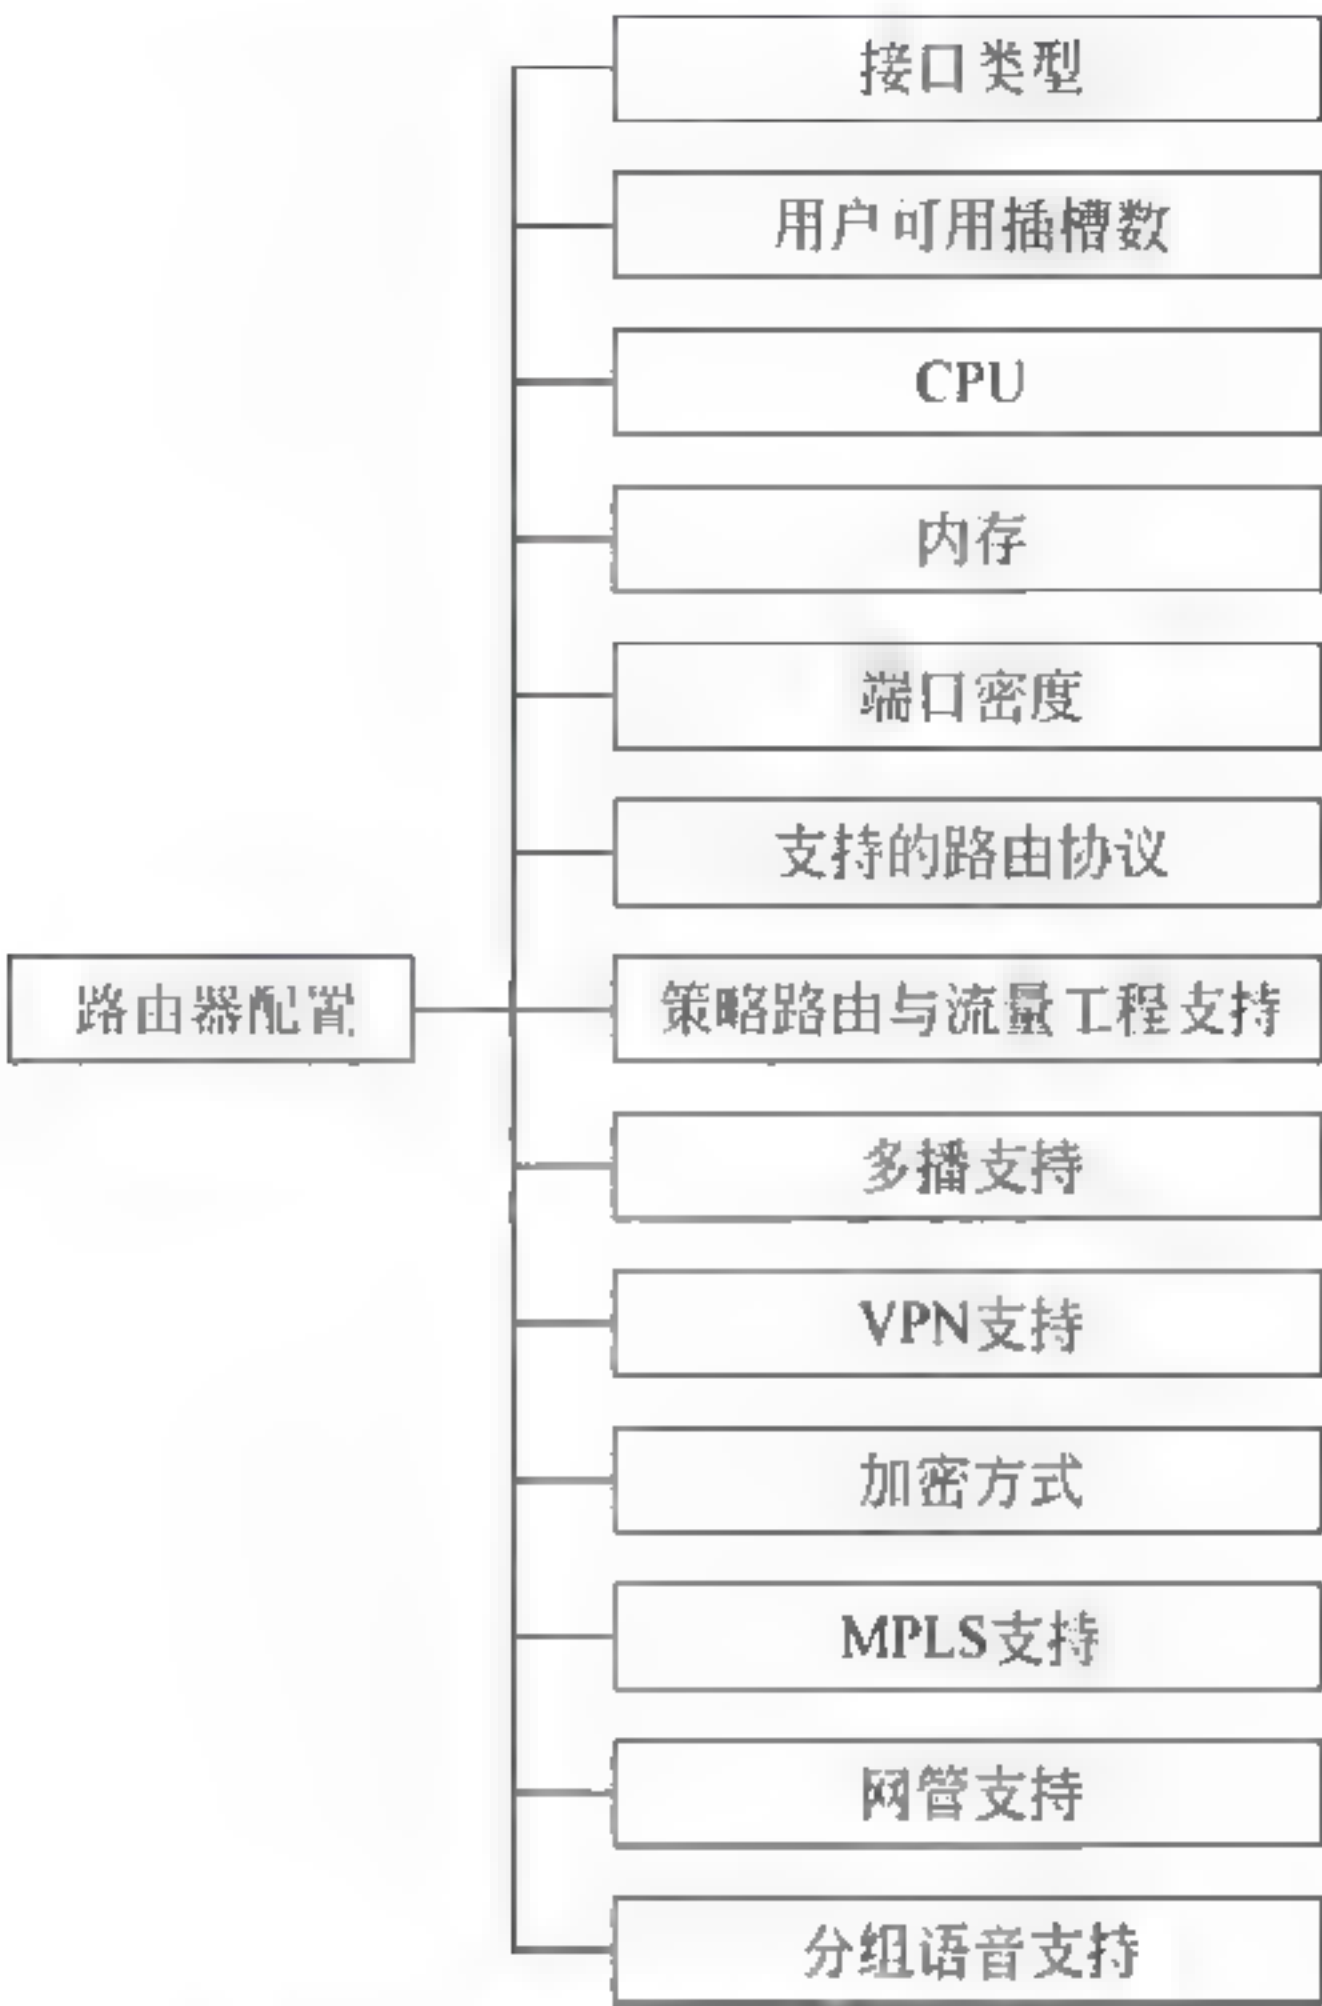 接口类型
用户可用插槽数
CPU
内存
端口密度
支持的路由协议
路由器配置
策略路由与流量工程支持
多播支持
VPN支持
加密方式
MPLS支持
网管支持
分组语音支持